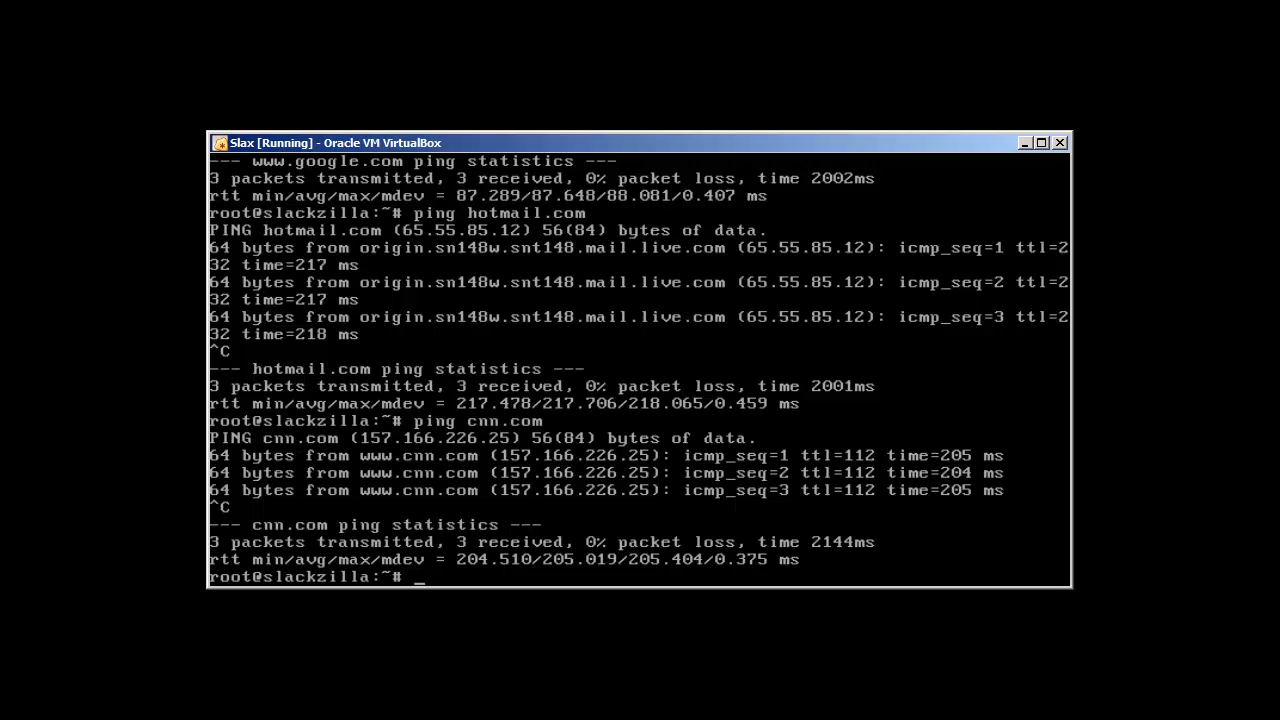 Slax [Running] - Oracle VM VirtualBox
--- www.google.com ping statistics ---
3 packets transmitted, 3 received, 0% packet loss, time 2002ms
rtt min/avg/max/mdev = 87.289/87.648/88.081/0.407 ms
root@slackzilla:~# ping hotmail.com
PING hotmail.com (65.55.85.12) 56(84) bytes of data.
64 bytes from origin.sn148w.snt148.mail.live.com (65.55.85.12): icmp_seq=1 ttl=2
32 time=217 ms
64 bytes from origin.sn148w.snt148.mail.live.com (65.55.85.12): icmp_seq=2 ttl=2
32 time=217 ms
64 bytes from origin.sn148w.snt148.mail.live.com (65.55.85.12): icmp_seq=3 ttl=2
32 time=218 ms
^C
--- hotmail.com ping statistics ---
3 packets transmitted, 3 received, 0% packet loss, time 2001ms
rtt min/avg/max/mdev = 217.478/217.706/218.065/0.459 ms
root@slackzilla:~# ping cnn.com
PING cnn.com (157.166.226.25) 56(84) bytes of data.
64 bytes from www.cnn.com (157.166.226.25): icmp_seq=1 ttl=112 time=205 ms
64 bytes from www.cnn.com (157.166.226.25): icmp_seq=2 ttl=112 time=204 ms
64 bytes from www.cnn.com (157.166.226.25): icmp_seq=3 ttl=112 time=205 ms
^C
--- cnn.com ping statistics ---
3 packets transmitted, 3 received, 0% packet loss, time 2144ms
rtt min/avg/max/mdev = 204.510/205.019/205.404/0.375 ms
root@slackzilla:~# _